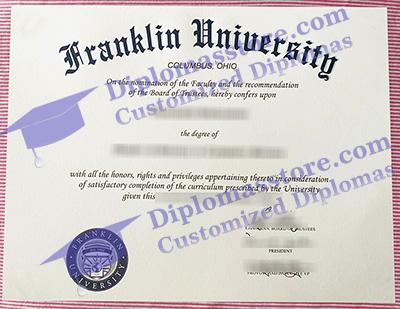 Franklin University
COLUMBUS, OHIO
On the nomination of the Faculty and the recommendation
of the Board of Trustees, hereby confers upon
the degree of
with all the honors, rights and privileges appertaining thereto in consideration
of satisfactory completion of the curriculum prescribed by the University
given this
PRESIDENT
FRANKLIN
UNIVERSITY
Diplomasstore.com
Customized Diplomas
Diplomasstore.com
Customized Diplomas